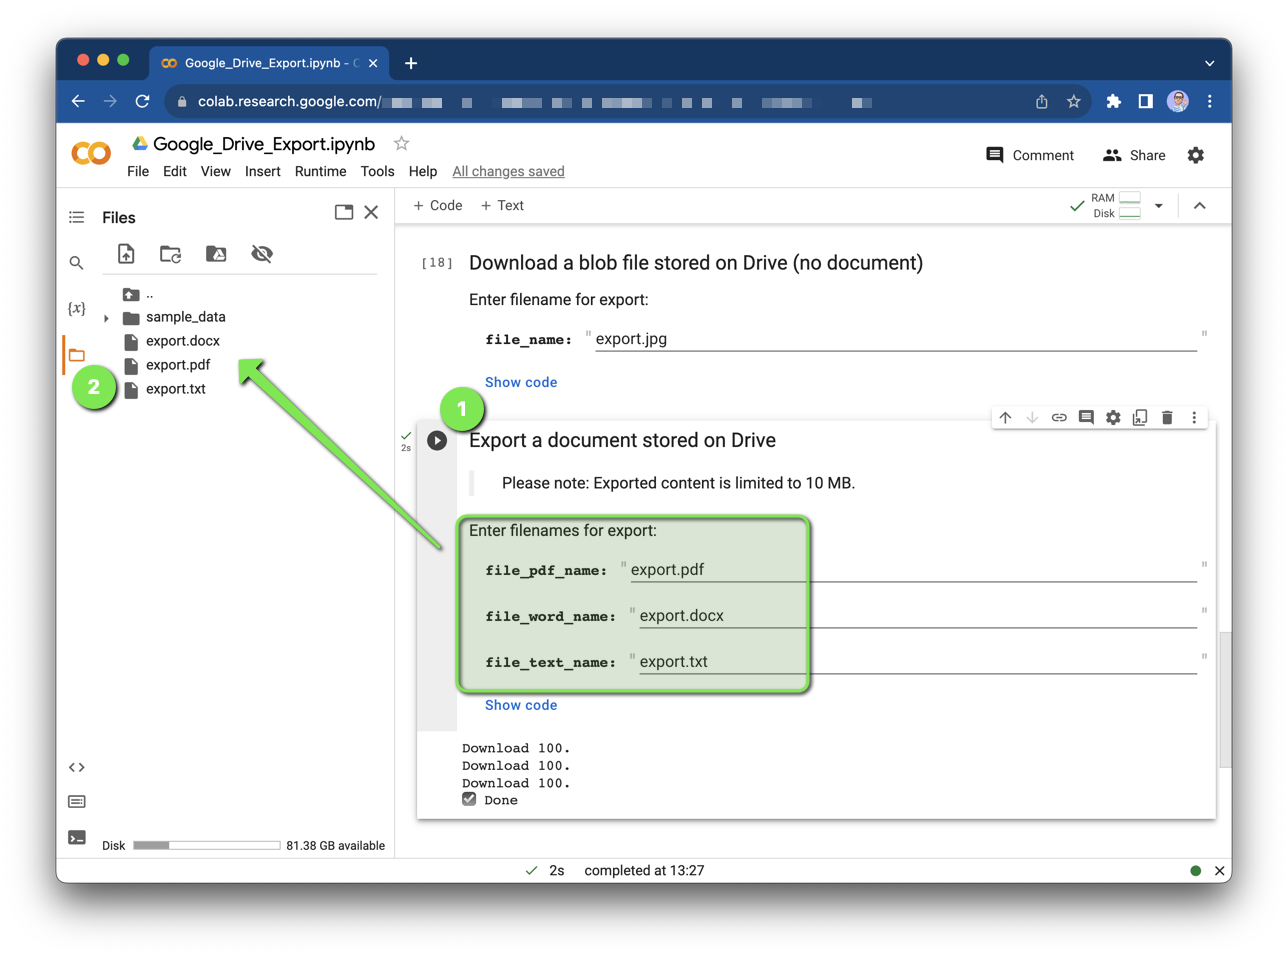 Google_Drive_Export.ipynb - C
colab.research.google.com/
Google_Drive_Export.ipynb
File Edit View Insert Runtime Tools Help All changes saved
Comment
Share
Files
+ Code + Text
RAM
Disk
{x}
..
sample_data
export.docx
export.pdf
export.txt
2
[18] Download a blob file stored on Drive (no document)
Enter filename for export:
file_name: "export.jpg"
Show code
1
2s
Export a document stored on Drive
Please note: Exported content is limited to 10 MB.
Enter filenames for export:
file_pdf_name: "export.pdf"
file_word_name: "export.docx"
file_text_name: "export.txt"
Show code
Download 100.
Download 100.
Download 100.
Done
Disk 81.38 GB available
2s completed at 13:27